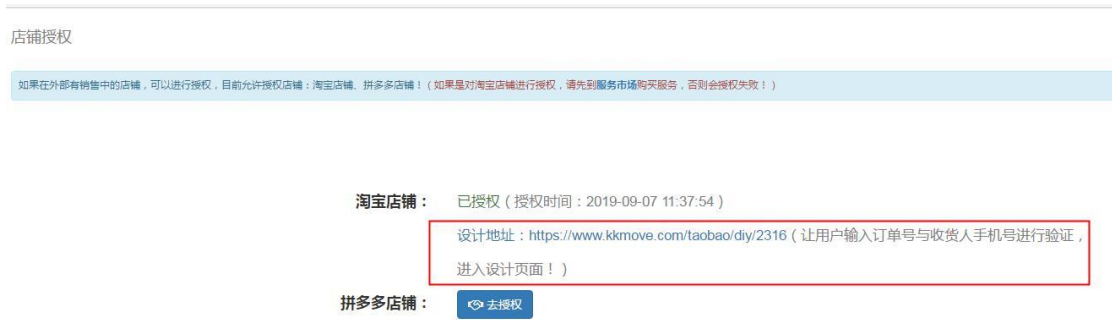 店铺授权
如果在外部有销售中的店铺，可以进行授权，目前允许授权店铺：淘宝店铺、拼多多店铺！（如果是对淘宝店铺进行授权，请先到服务市场购买服务，否则会授权失败！）
淘宝店铺： 已授权（授权时间：2019-09-07 11:37:54）
设计地址：https://www.kkmove.com/taobao/diy/2316（让用户输入订单号与收货人手机号进行验证，
进入设计页面！）
拼多多店铺： 去授权